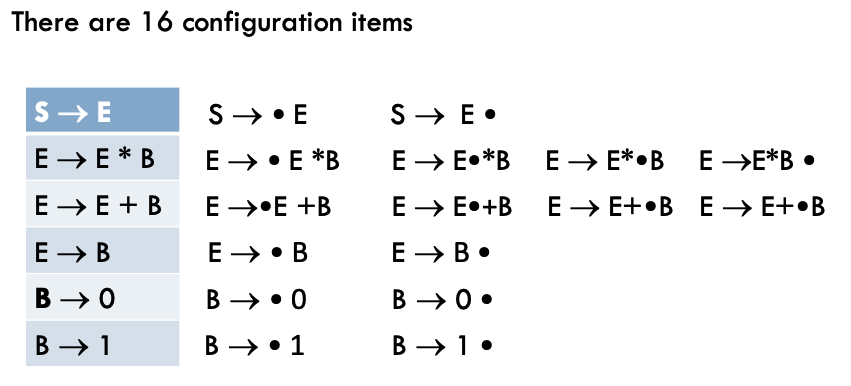 There are 16 configuration items
S → E S → • E S → E •
E → E * B E → • E *B E → E•*B E → E*•B E →E*B •
E → E + B E →•E +B E → E•+B E → E+•B E → E+•B
E → B E → • B E → B •
B → 0 B → • 0 B → 0 •
B → 1 B → • 1 B → 1 •